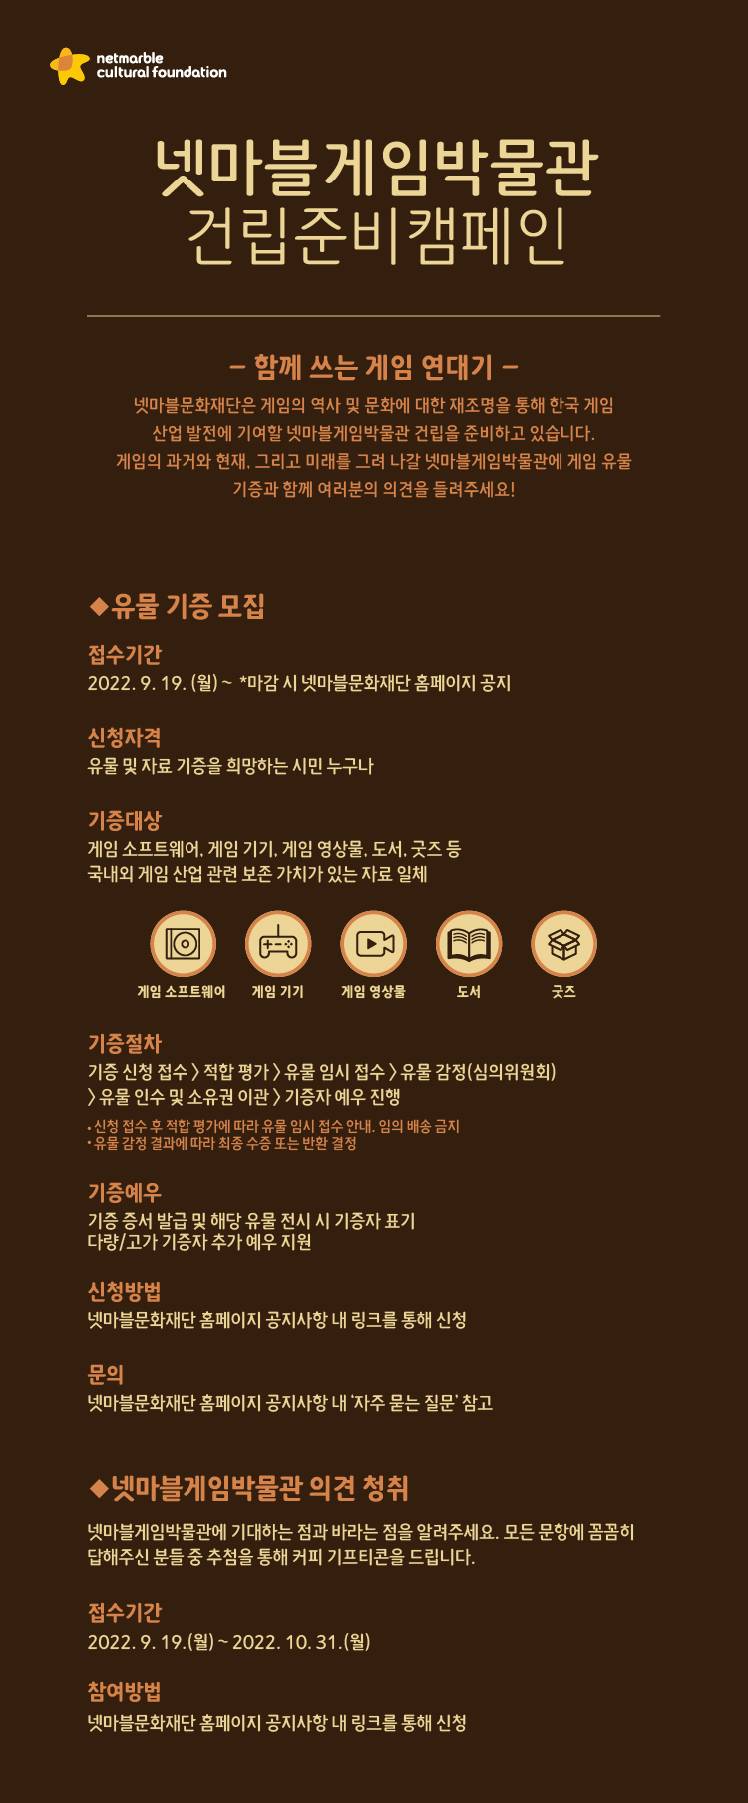 netmarble
cultural foundation
넷마블게임박물관
건립준비캠페인
– 함께 쓰는 게임 연대기 –
넷마블문화재단은 게임의 역사 및 문화에 대한 재조명을 통해 한국 게임
산업 발전에 기여할 넷마블게임박물관 건립을 준비하고 있습니다.
게임의 과거와 현재, 그리고 미래를 그려 나갈 넷마블게임박물관에 게임 유물
기증과 함께 여러분의 의견을 들려주세요!
◆유물 기증 모집
접수기간
2022. 9. 19. (월) ~ *마감 시 넷마블문화재단 홈페이지 공지
신청자격
유물 및 자료 기증을 희망하는 시민 누구나
기증대상
게임 소프트웨어, 게임 기기, 게임 영상물, 도서, 굿즈 등
국내외 게임 산업 관련 보존 가치가 있는 자료 일체
게임 소프트웨어 게임 기기 게임 영상물 도서 굿즈
기증절차
기증 신청 접수 〉 적합 평가 〉 유물 임시 접수 〉 유물 감정(심의위원회)
〉 유물 인수 및 소유권 이관 〉 기증자 예우 진행
• 신청 접수 후 적합 평가에 따라 유물 임시 접수 안내. 임의 배송 금지
• 유물 감정 결과에 따라 최종 수증 또는 반환 결정
기증예우
기증 증서 발급 및 해당 유물 전시 시 기증자 표기
다량/고가 기증자 추가 예우 지원
신청방법
넷마블문화재단 홈페이지 공지사항 내 링크를 통해 신청
문의
넷마블문화재단 홈페이지 공지사항 내 ‘자주 묻는 질문’ 참고
◆넷마블게임박물관 의견 청취
넷마블게임박물관에 기대하는 점과 바라는 점을 알려주세요. 모든 문항에 꼼꼼히
답해주신 분들 중 추첨을 통해 커피 기프티콘을 드립니다.
접수기간
2022. 9. 19.(월) ~ 2022. 10. 31.(월)
참여방법
넷마블문화재단 홈페이지 공지사항 내 링크를 통해 신청